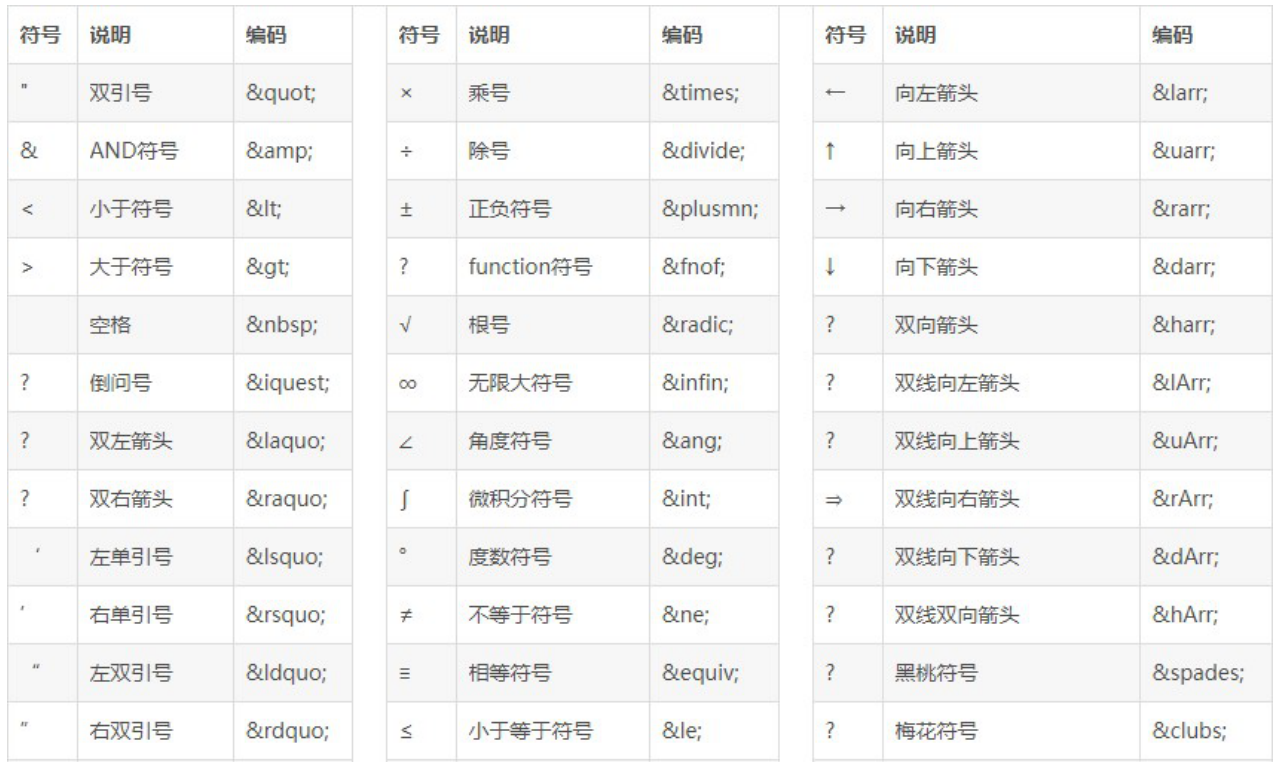 符号 说明 编码 符号 说明 编码 符号 说明 编码
" 双引号 &quot; × 乘号 &times; ← 向左箭头 &larr;
& AND符号 &amp; ÷ 除号 &divide; ↑ 向上箭头 &uarr;
< 小于符号 &lt; ± 正负符号 &plusmn; → 向右箭头 &rarr;
> 大于符号 &gt; ? function符号 &fnof; ↓ 向下箭头 &darr;
空格 &nbsp; √ 根号 &radic; ? 双向箭头 &harr;
? 倒问号 &iquest; ∞ 无限大符号 &infin; ? 双线向左箭头 &lArr;
? 双左箭头 &laquo; ∠ 角度符号 &ang; ? 双线向上箭头 &uArr;
? 双右箭头 &raquo; ∫ 微积分符号 &int; ⇒ 双线向右箭头 &rArr;
‘ 左单引号 &lsquo; ° 度数符号 &deg; ? 双线向下箭头 &dArr;
’ 右单引号 &rsquo; ≠ 不等于符号 &ne; ? 双线双向箭头 &hArr;
“ 左双引号 &ldquo; ≡ 相等符号 &equiv; ? 黑桃符号 &spades;
” 右双引号 &rdquo; ≤ 小于等于符号 &le; ? 梅花符号 &clubs;